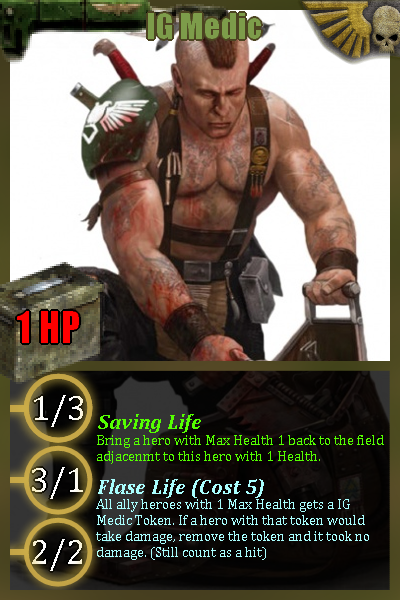 IG Medic
1 HP
1/3
Saving Life
Bring a hero with Max Health 1 back to the field
adjacenmt to this hero with 1 Health.
3/1
Flase Life (Cost 5)
All ally heroes with 1 Max Health gets a IG
Medic Token. If a hero with that token would
take damage, remove the token and it took no
damage. (Still count as a hit)
2/2